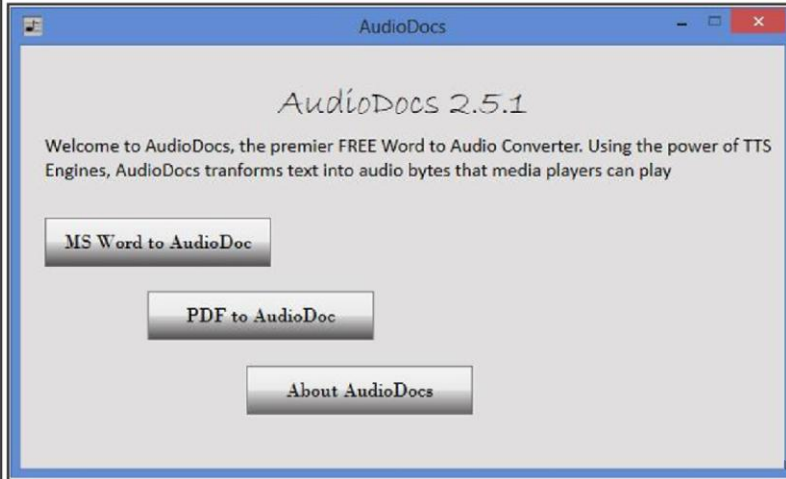 AudioDocs
AudioDocs 2.5.1
Welcome to AudioDocs, the premier FREE Word to Audio Converter. Using the power of TTS
Engines, AudioDocs tranforms text into audio bytes that media players can play
MS Word to AudioDoc
PDF to AudioDoc
About AudioDocs